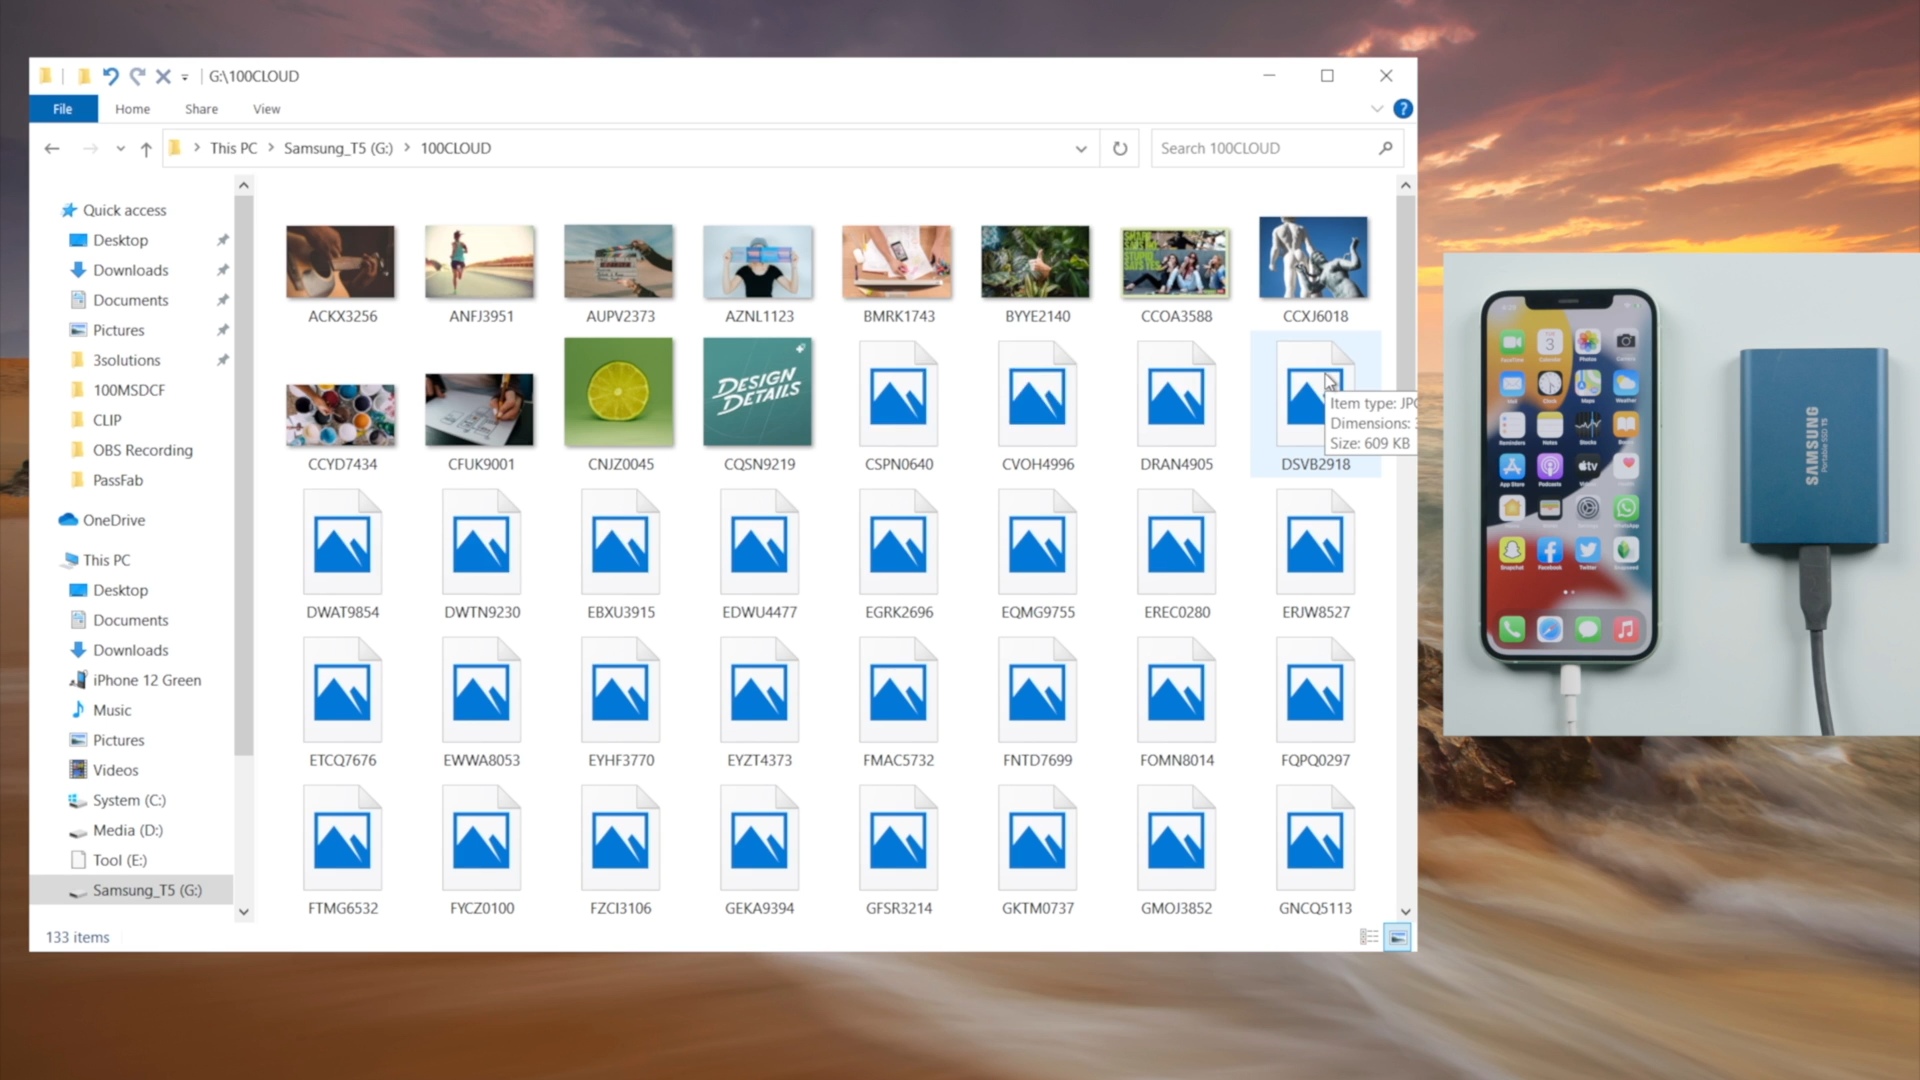 G:\100CLOUD
File Home Share View
This PC > Samsung_T5 (G:) > 100CLOUD
Search 100CLOUD
Quick access
Desktop
Downloads
Documents
Pictures
3solutions
100MSDCF
CLIP
OBS Recording
PassFab
OneDrive
This PC
Desktop
Documents
Downloads
iPhone 12 Green
Music
Pictures
Videos
System (C:)
Media (D:)
Tool (E:)
Samsung_T5 (G:)
133 items
ACKX3256 ANFJ3951 AUPV2373 AZNL1123 BMRK1743 BYYE2140 CCOA3588 CCXJ6018
DESIGN
DETAILS
Item type: JPG
Dimensions:
Size: 609 KB
CCYD7434 CFUK9001 CNJZ0045 CQSN9219 CSPN0640 CVOH4996 DRAN4905 DSVB2918
DWAT9854 DWTN9230 EBXU3915 EDWU4477 EGRK2696 EQMG9755 EREC0280 ERJW8527
ETCQ7676 EWWA8053 EYHF3770 EYZT4373 FMAC5732 FNTD7699 FOMN8014 FQPQ0297
FTMG6532 FYCZ0100 FZCI3106 GEKA9394 GFSR3214 GKTM0737 GMOJ3852 GNCQ5113
SAMSUNG
Portable SSD T5